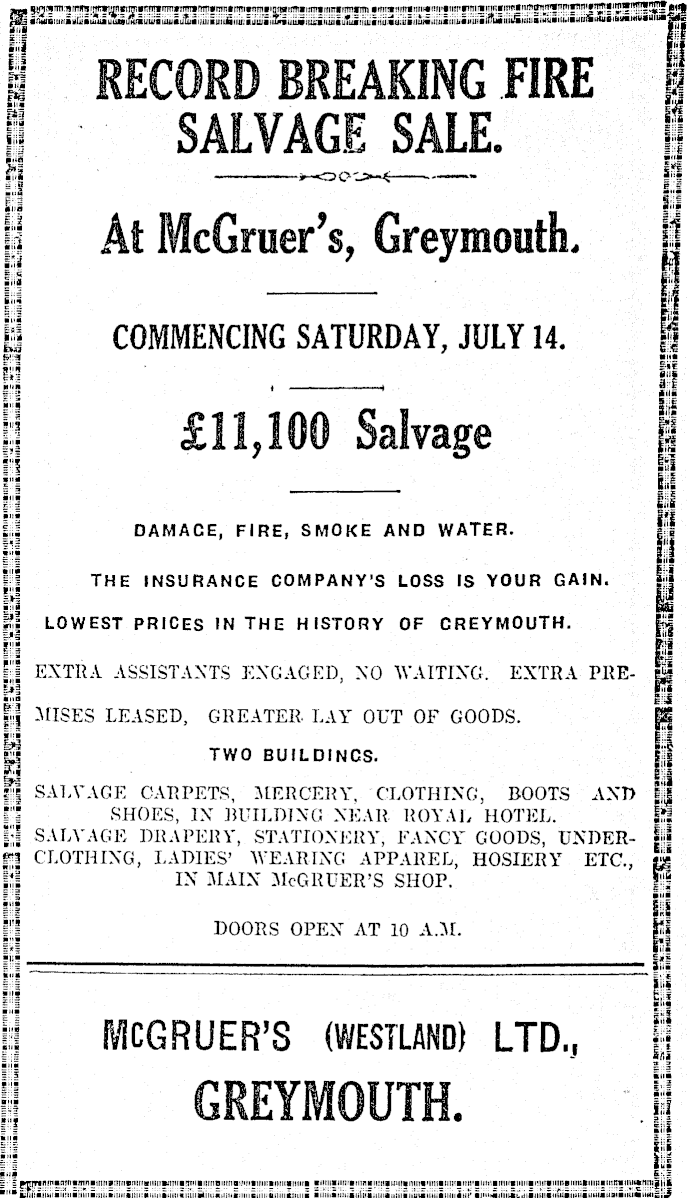 RECORD BREAKING FIRE
SALVAGE SALE.
At McGruer's, Greymouth.
COMMENCING SATURDAY, JULY 14.
£11,100 Salvage
DAMAGE, FIRE, SMOKE AND WATER.
THE INSURANCE COMPANY'S LOSS IS YOUR GAIN.
LOWEST PRICES IN THE HISTORY OF GREYMOUTH.
EXTRA ASSISTANTS ENGAGED, NO WAITING. EXTRA PRE-
MISES LEASED, GREATER LAY OUT OF GOODS.
TWO BUILDINGS.
SALVAGE CARPETS, MERCERY, CLOTHING, BOOTS AND
SHOES, IN BUILDING NEAR ROYAL HOTEL.
SALVAGE DRAPERY, STATIONERY, FANCY GOODS, UNDER-
CLOTHING, LADIES' WEARING APPAREL, HOSIERY ETC.,
IN MAIN McGRUER'S SHOP.
DOORS OPEN AT 10 A.M.
McGRUER'S (WESTLAND) LTD.,
GREYMOUTH.